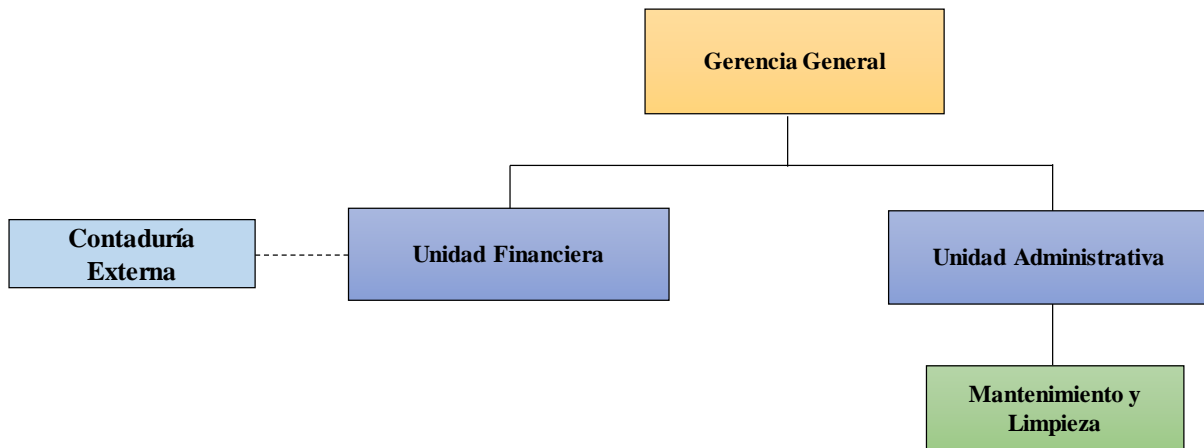 Gerencia General
Contaduría
Externa
Unidad Financiera
Unidad Administrativa
Mantenimiento y
Limpieza